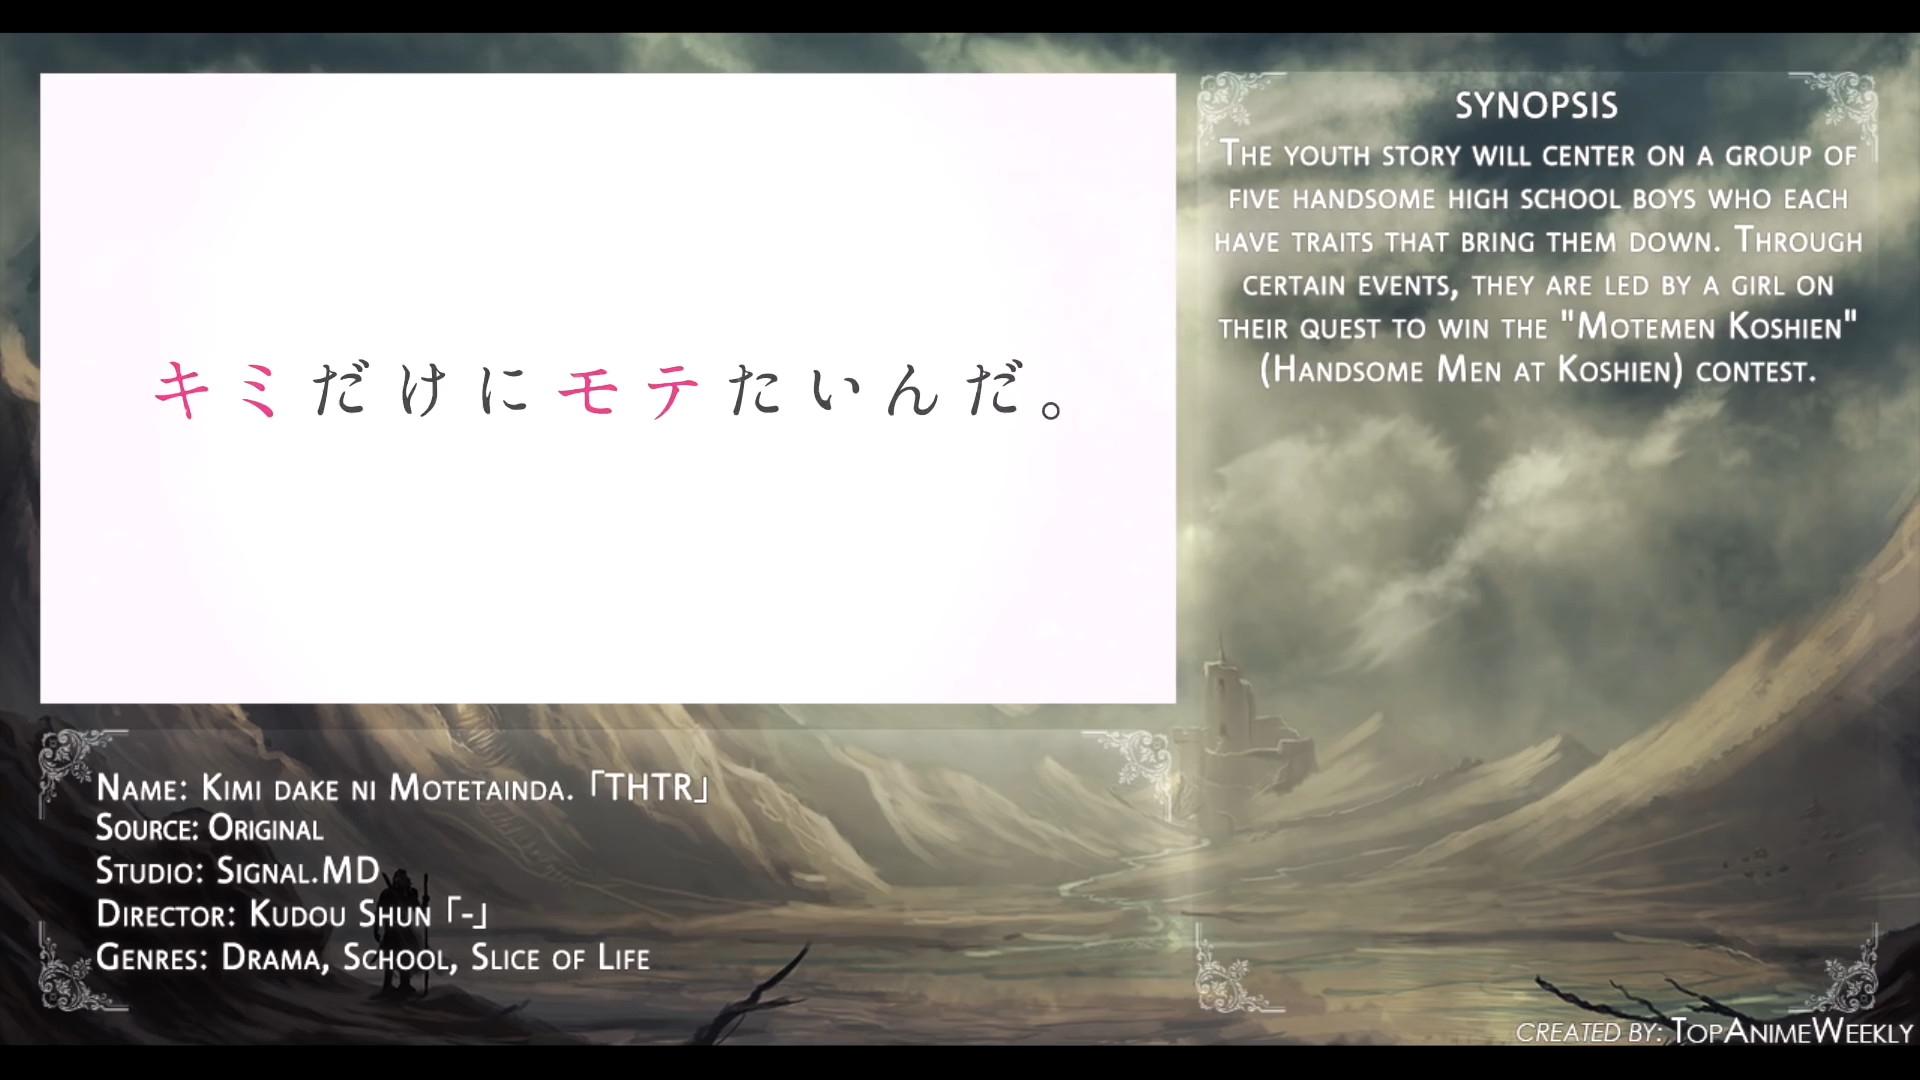 キミだけにモテたいんだ。
SYNOPSIS
The youth story will center on a group of
five handsome high school boys who each
have traits that bring them down. Through
certain events, they are led by a girl on
their quest to win the "Motemen Koshien"
(Handsome Men at Koshien) contest.
Name: Kimi dake ni Motetainda. ｢THTR｣
Source: Original
Studio: Signal.MD
Director: Kudou Shun ｢-｣
Genres: Drama, School, Slice of Life
CREATED BY: TopAnimeWeekly